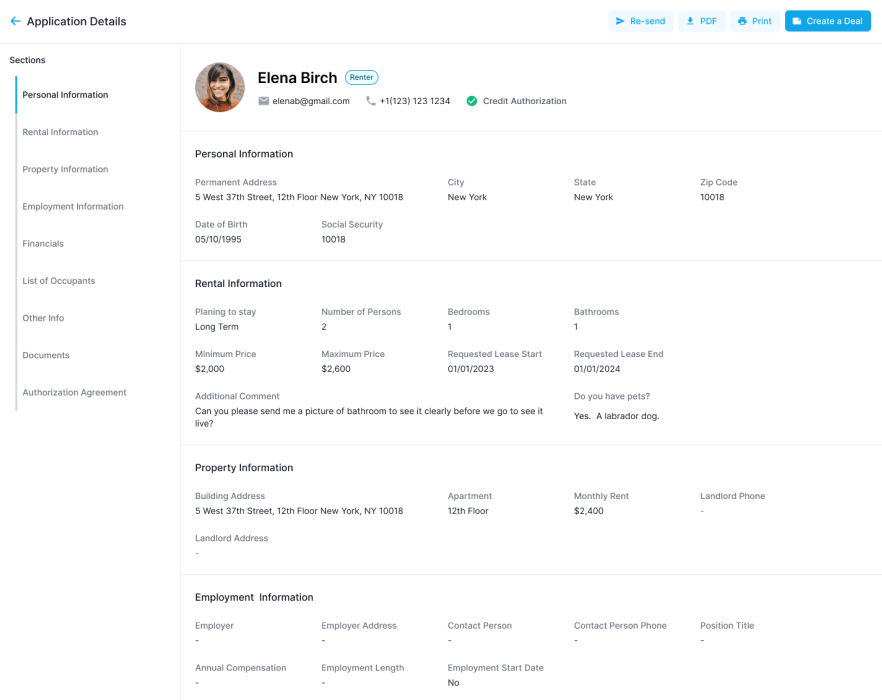 Application Details
Re-send
PDF
Print
Create a Deal
Sections
Personal Information
Rental Information
Property Information
Employment Information
Financials
List of Occupants
Other Info
Documents
Authorization Agreement
Elena Birch Renter
elenab@gmail.com +1(123) 123 1234 Credit Authorization
Personal Information
Permanent Address City State Zip Code
5 West 37th Street, 12th Floor New York, NY 10018 New York New York 10018
Date of Birth Social Security
05/10/1995 10018
Rental Information
Planing to stay Number of Persons Bedrooms Bathrooms
Long Term 2 1 1
Minimum Price Maximum Price Requested Lease Start Requested Lease End
$2,000 $2,600 01/01/2023 01/01/2024
Additional Comment Do you have pets?
Can you please send me a picture of bathroom to see it clearly before we go to see it
live?
Yes. A labrador dog.
Property Information
Building Address Apartment Monthly Rent Landlord Phone
5 West 37th Street, 12th Floor New York, NY 10018 12th Floor $2,400 -
Landlord Address
-
Employment Information
Employer Employer Address Contact Person Contact Person Phone Position Title
- - - - -
Annual Compensation Employment Length Employment Start Date
- - No